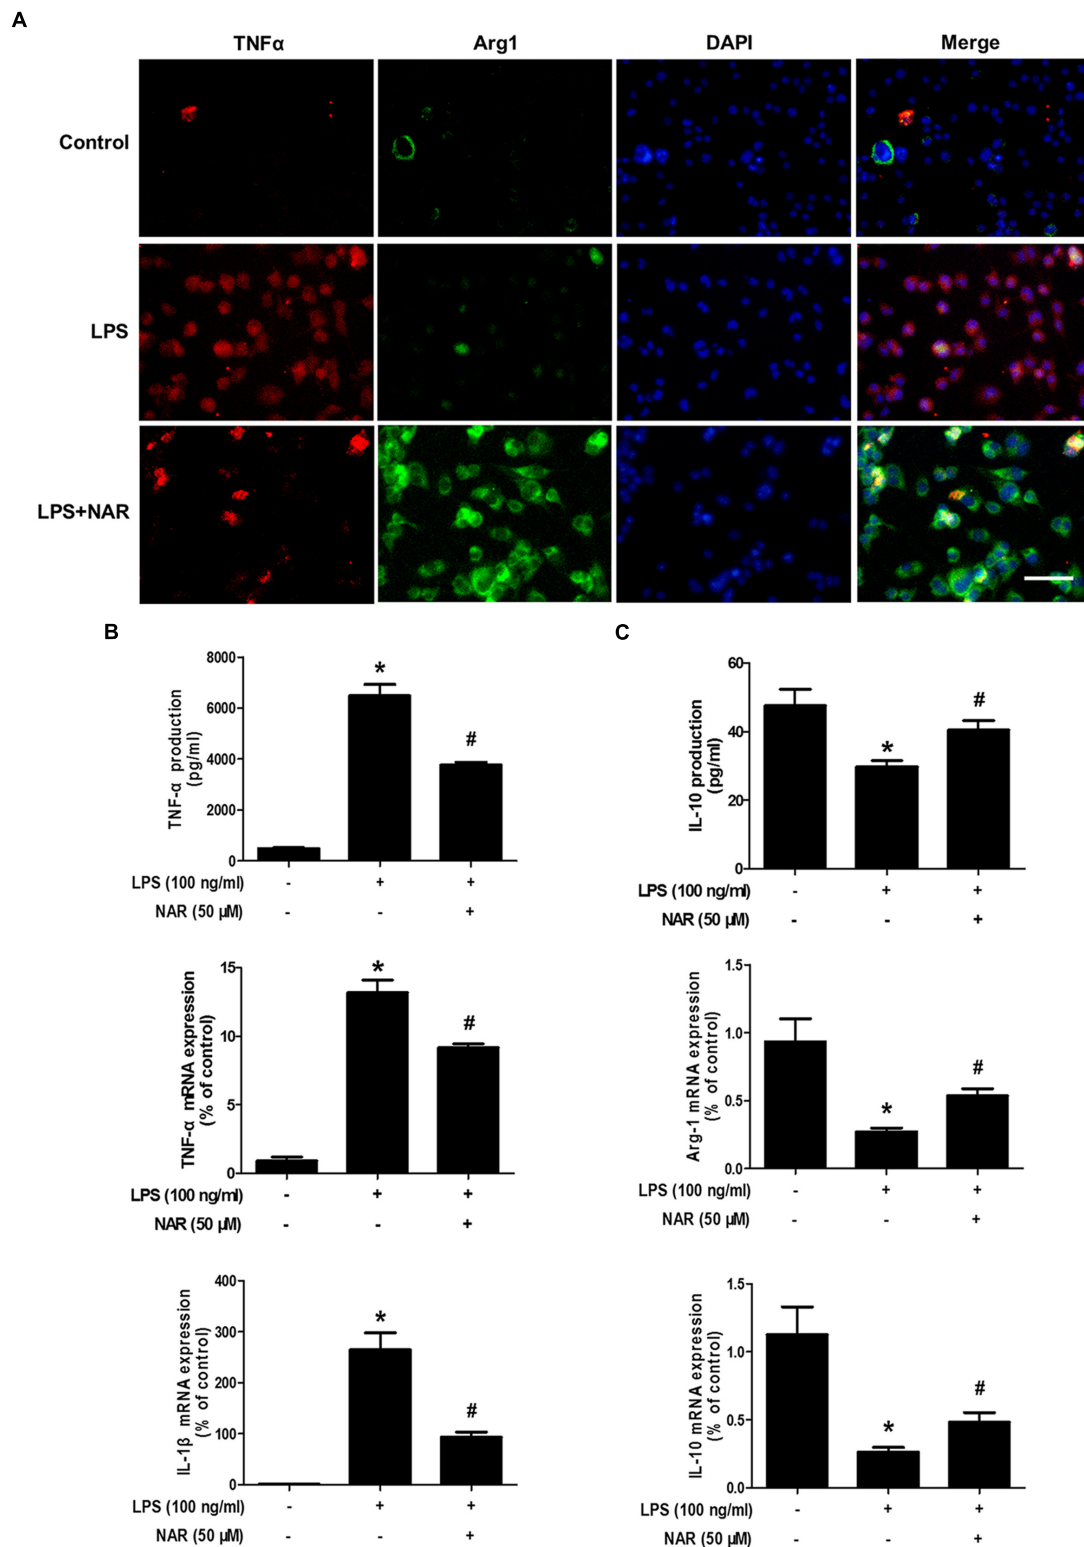 A
TNFα Arg1 DAPI Merge
Control
LPS
LPS+NAR
B
TNF-α production
(pg/ml)
8000
6000
4000
2000
0
*
#
LPS (100 ng/ml) - + +
NAR (50 μM) - - +
TNF-α mRNA expression
(% of control)
15
10
5
0
*
#
LPS (100 ng/ml) - + +
NAR (50 μM) - - +
IL-1β mRNA expression
(% of control)
400
300
200
100
0
*
#
LPS (100 ng/ml) - + +
NAR (50 μM) - - +
C
IL-10 production
(pg/ml)
60
40
20
0
*
#
LPS (100 ng/ml) - + +
NAR (50 μM) - - +
Arg-1 mRNA expression
(% of control)
1.5
1.0
0.5
0.0
*
#
LPS (100 ng/ml) - + +
NAR (50 μM) - - +
IL-10 mRNA expression
(% of control)
1.5
1.0
0.5
0.0
*
#
LPS (100 ng/ml) - + +
NAR (50 μM) - - +